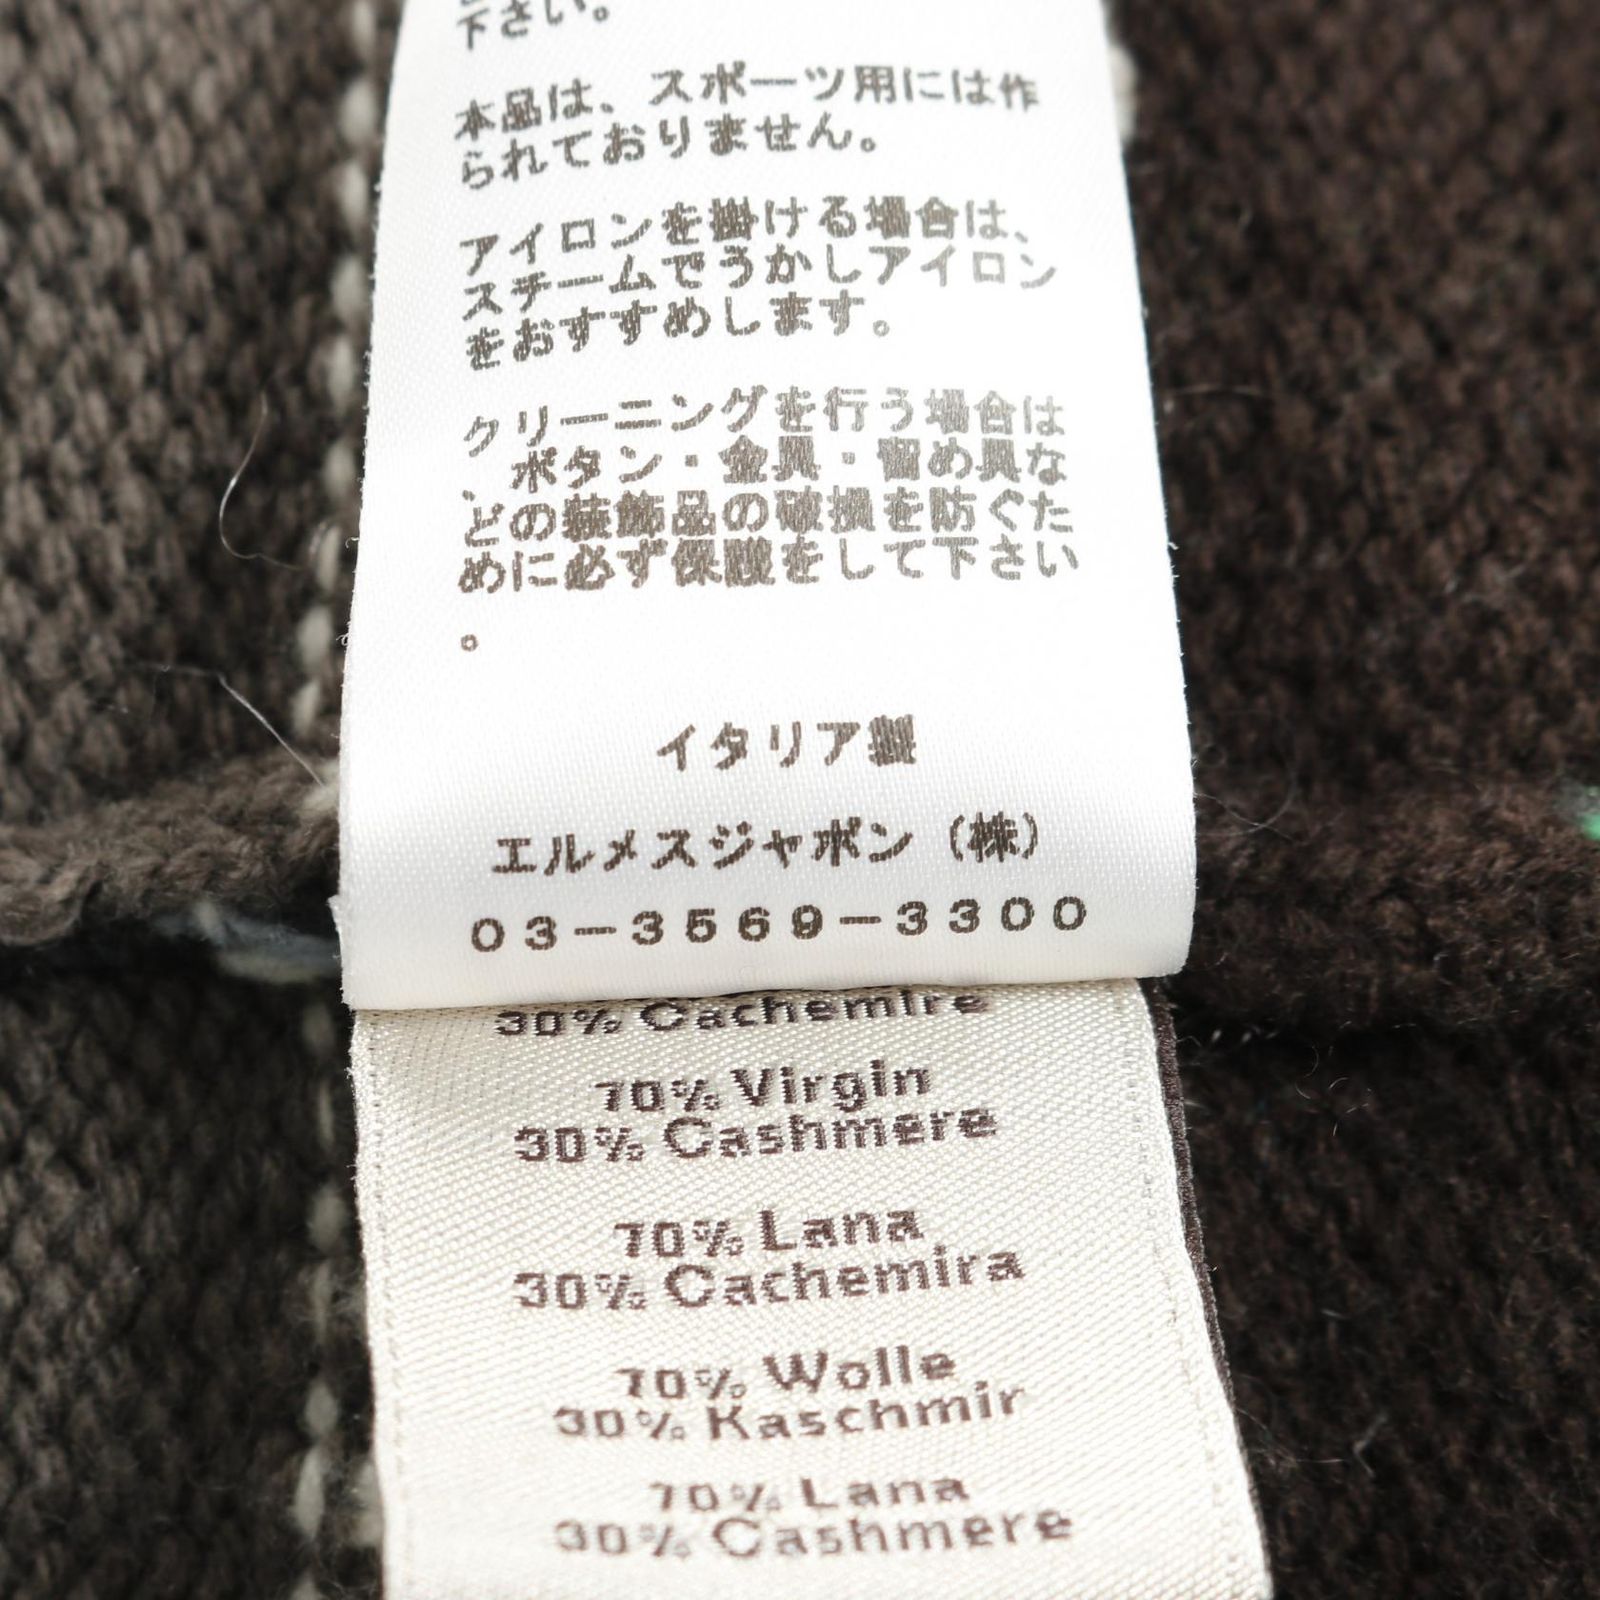 下さい。
本品は、スポーツ用には作
られておりません。
アイロンを掛ける場合は、
スチームでうかしアイロン
をおすすめします。
クリーニングを行う場合は
、ボタン・金具・留め具な
どの装飾品の破損を防ぐた
めに必ず保護をして下さい
。
イタリア製
エルメスジャポン（株）
03-3569-3300
30% Cachemire
70% Virgin
30% Cashmere
70% Lana
30% Cachemira
70% Wolle
30% Kaschmir
70% Lana
30% Cashmere